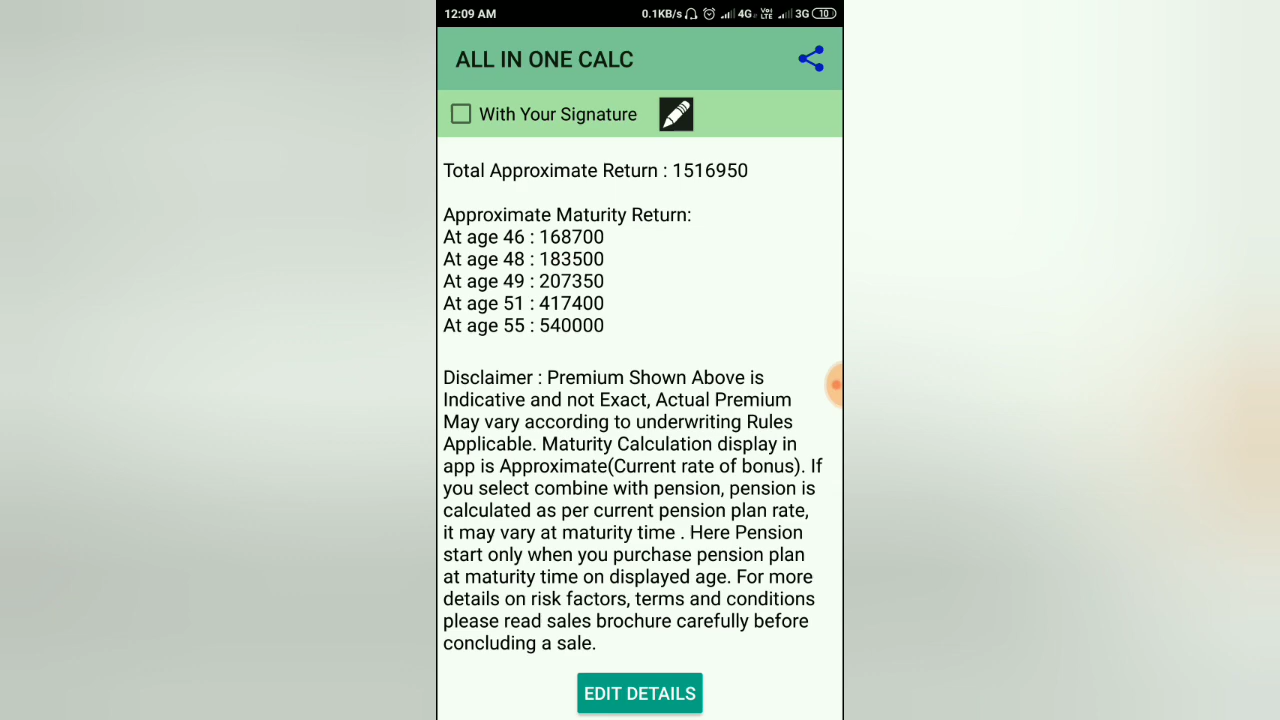 12:09 AM 0.1KB/s 4G VoLTE 3G 10
ALL IN ONE CALC
With Your Signature
Total Approximate Return : 1516950
Approximate Maturity Return:
At age 46 : 168700
At age 48 : 183500
At age 49 : 207350
At age 51 : 417400
At age 55 : 540000
Disclaimer : Premium Shown Above is
Indicative and not Exact, Actual Premium
May vary according to underwriting Rules
Applicable. Maturity Calculation display in
app is Approximate(Current rate of bonus). If
you select combine with pension, pension is
calculated as per current pension plan rate,
it may vary at maturity time . Here Pension
start only when you purchase pension plan
at maturity time on displayed age. For more
details on risk factors, terms and conditions
please read sales brochure carefully before
concluding a sale.
EDIT DETAILS